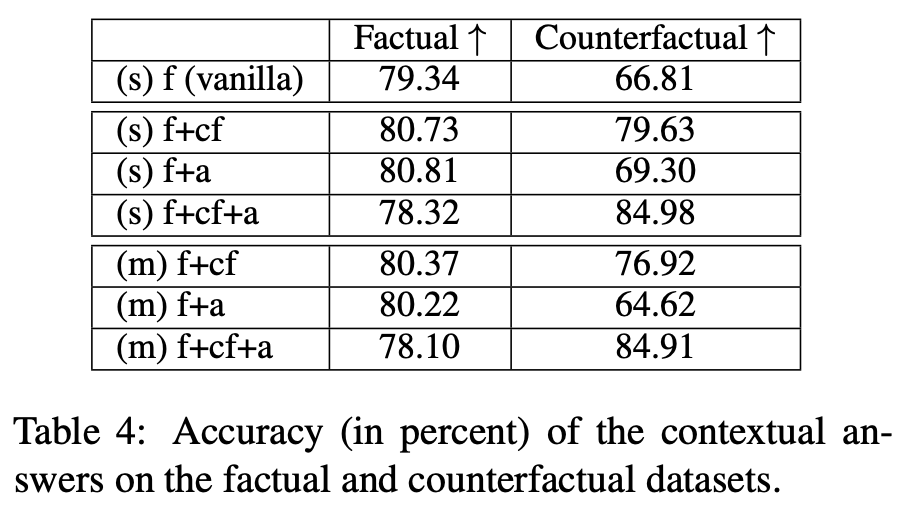 Factual ↑ Counterfactual ↑
(s) f (vanilla) 79.34 66.81
(s) f+cf 80.73 79.63
(s) f+a 80.81 69.30
(s) f+cf+a 78.32 84.98
(m) f+cf 80.37 76.92
(m) f+a 80.22 64.62
(m) f+cf+a 78.10 84.91
Table 4: Accuracy (in percent) of the contextual an-
swers on the factual and counterfactual datasets.